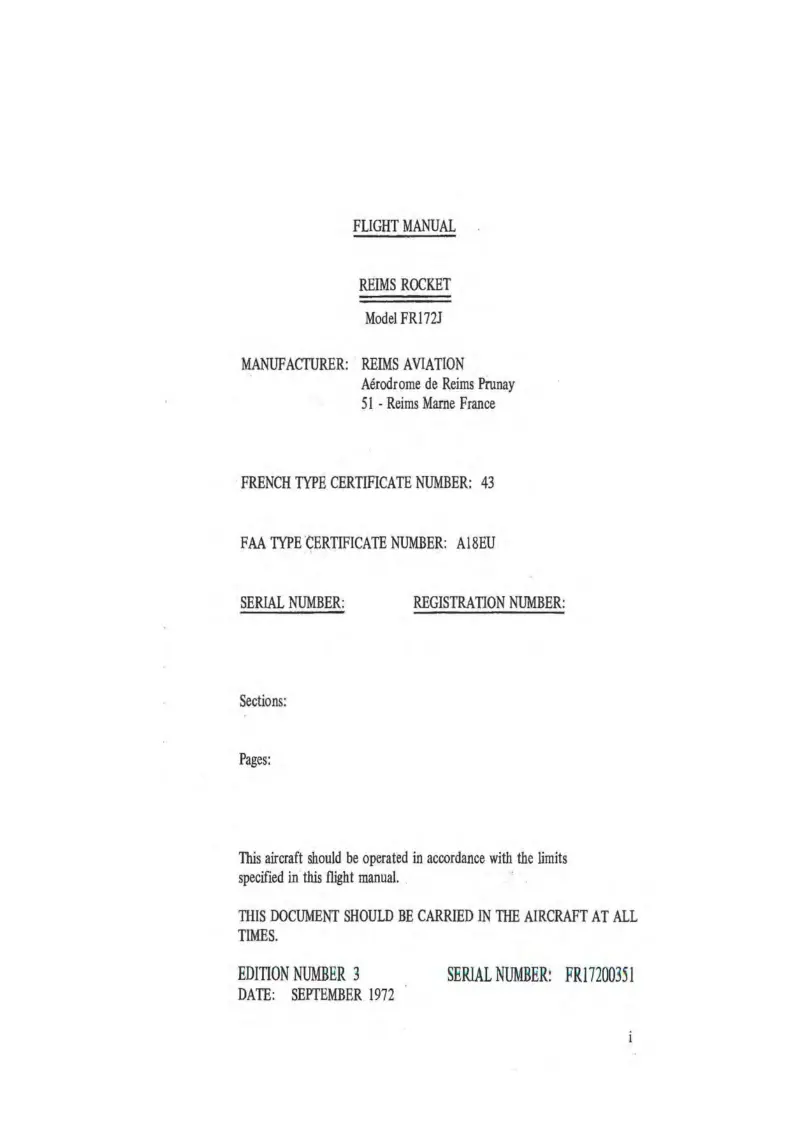 FLIGHT MANUAL
REIMS ROCKET
Model FR172J
MANUFACTURER: REIMS AVIATION
Aérodrome de Reims Prunay
51 - Reims Marne France
FRENCH TYPE CERTIFICATE NUMBER: 43
FAA TYPE CERTIFICATE NUMBER: A18EU
SERIAL NUMBER: REGISTRATION NUMBER:
Sections:
Pages:
This aircraft should be operated in accordance with the limits
specified in this flight manual.
THIS DOCUMENT SHOULD BE CARRIED IN THE AIRCRAFT AT ALL
TIMES.
EDITION NUMBER 3 SERIAL NUMBER: FR17200351
DATE: SEPTEMBER 1972
i